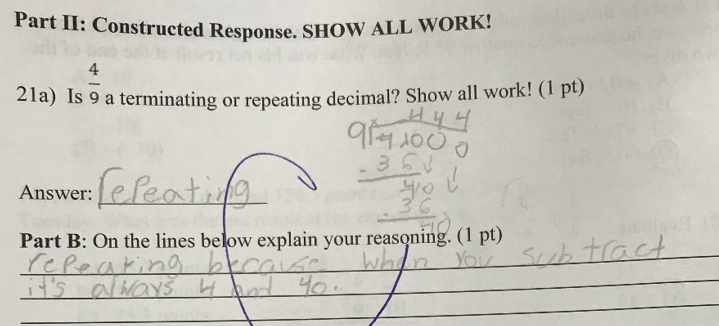 Part II: Constructed Response. SHOW ALL WORK!
4
21a) Is 9 a terminating or repeating decimal? Show all work! (1 pt)
444
9 4.000
- 36
40
- 36
40
Answer: repeating
Part B: On the lines below explain your reasoning. (1 pt)
repeating because when you subtract
it's always 4 and 40.